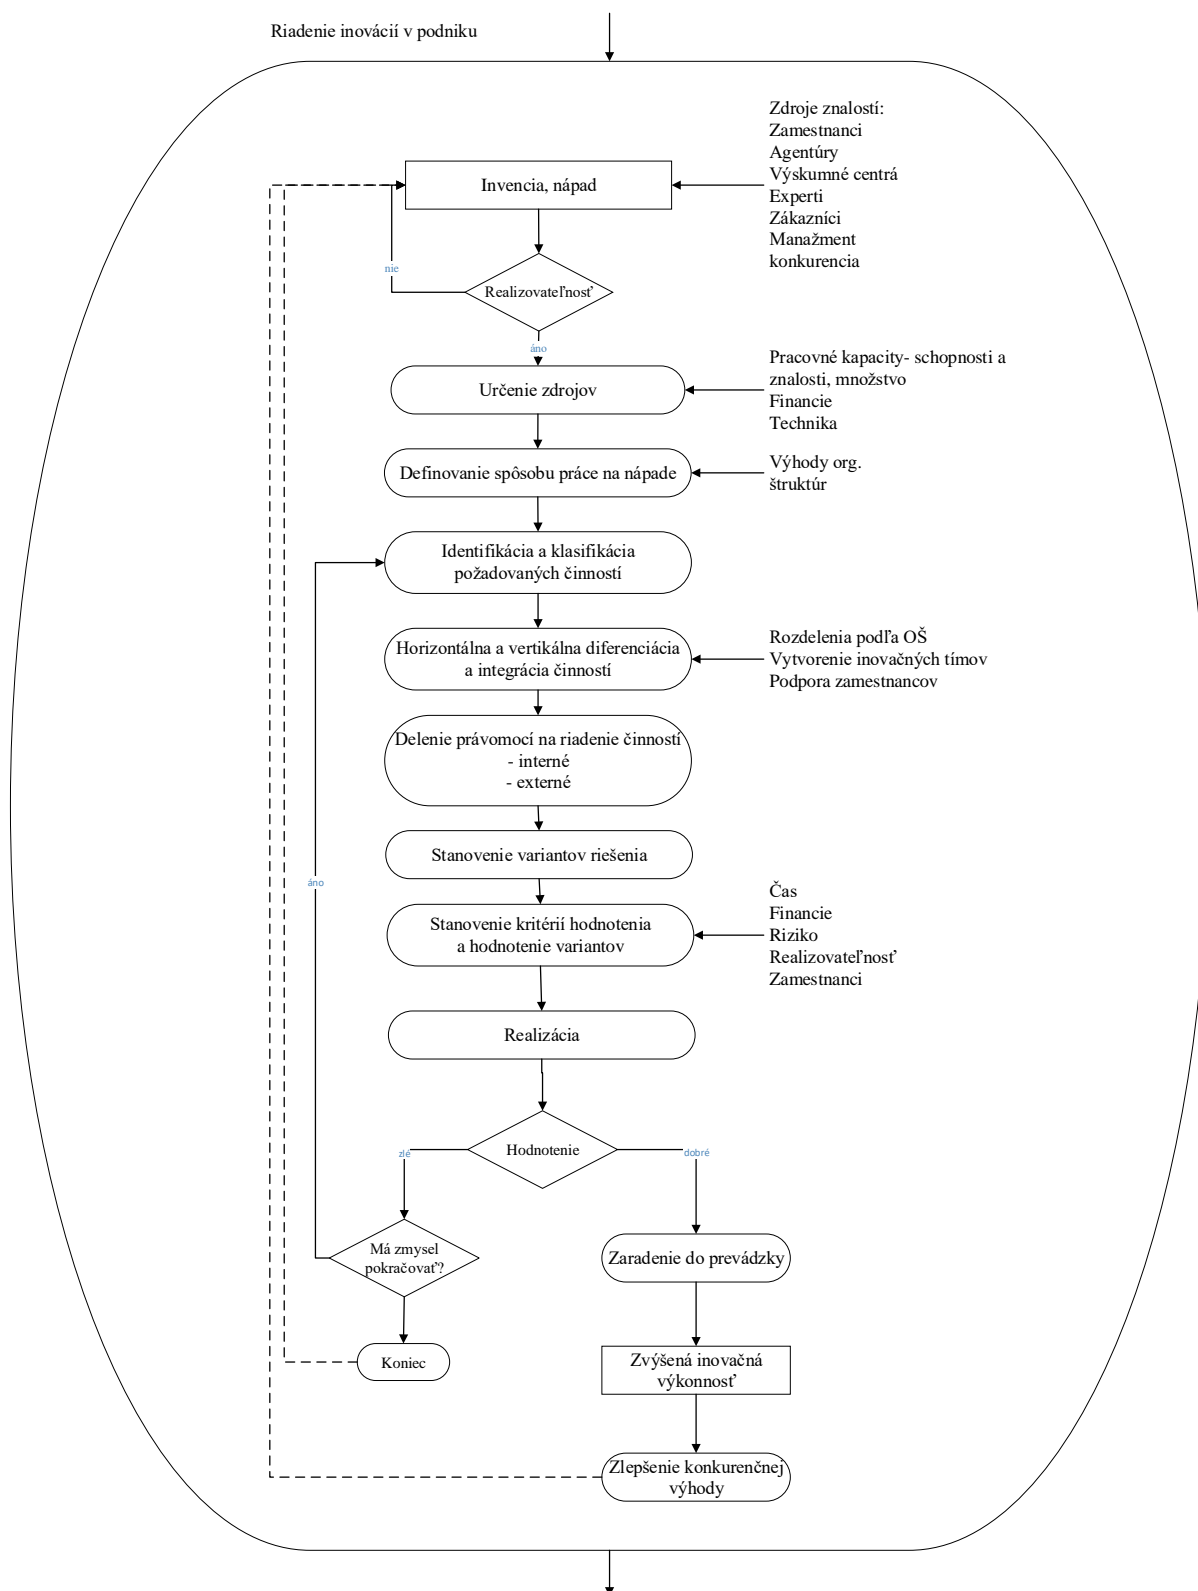 Riadenie inovácií v podniku
Zdroje znalostí:
Zamestnanci
Agentúry
Výskumné centrá
Experti
Zákazníci
Manažment
konkurencia
Invencia, nápad
nie
Realizovateľnosť
áno
Pracovné kapacity- schopnosti a
znalosti, množstvo
Financie
Technika
Určenie zdrojov
Definovanie spôsobu práce na nápade
Výhody org.
štruktúr
Identifikácia a klasifikácia
požadovaných činností
Horizontálna a vertikálna diferenciácia
a integrácia činností
Rozdelenia podľa OŠ
Vytvorenie inovačných tímov
Podpora zamestnancov
Delenie právomocí na riadenie činností
- interné
- externé
Stanovenie variantov riešenia
áno
Stanovenie kritérií hodnotenia
a hodnotenie variantov
Čas
Financie
Riziko
Realizovateľnosť
Zamestnanci
Realizácia
Hodnotenie
zlé
dobré
Má zmysel
pokračovať?
Zaradenie do prevádzky
Koniec
Zvýšená inovačná
výkonnosť
Zlepšenie konkurenčnej
výhody